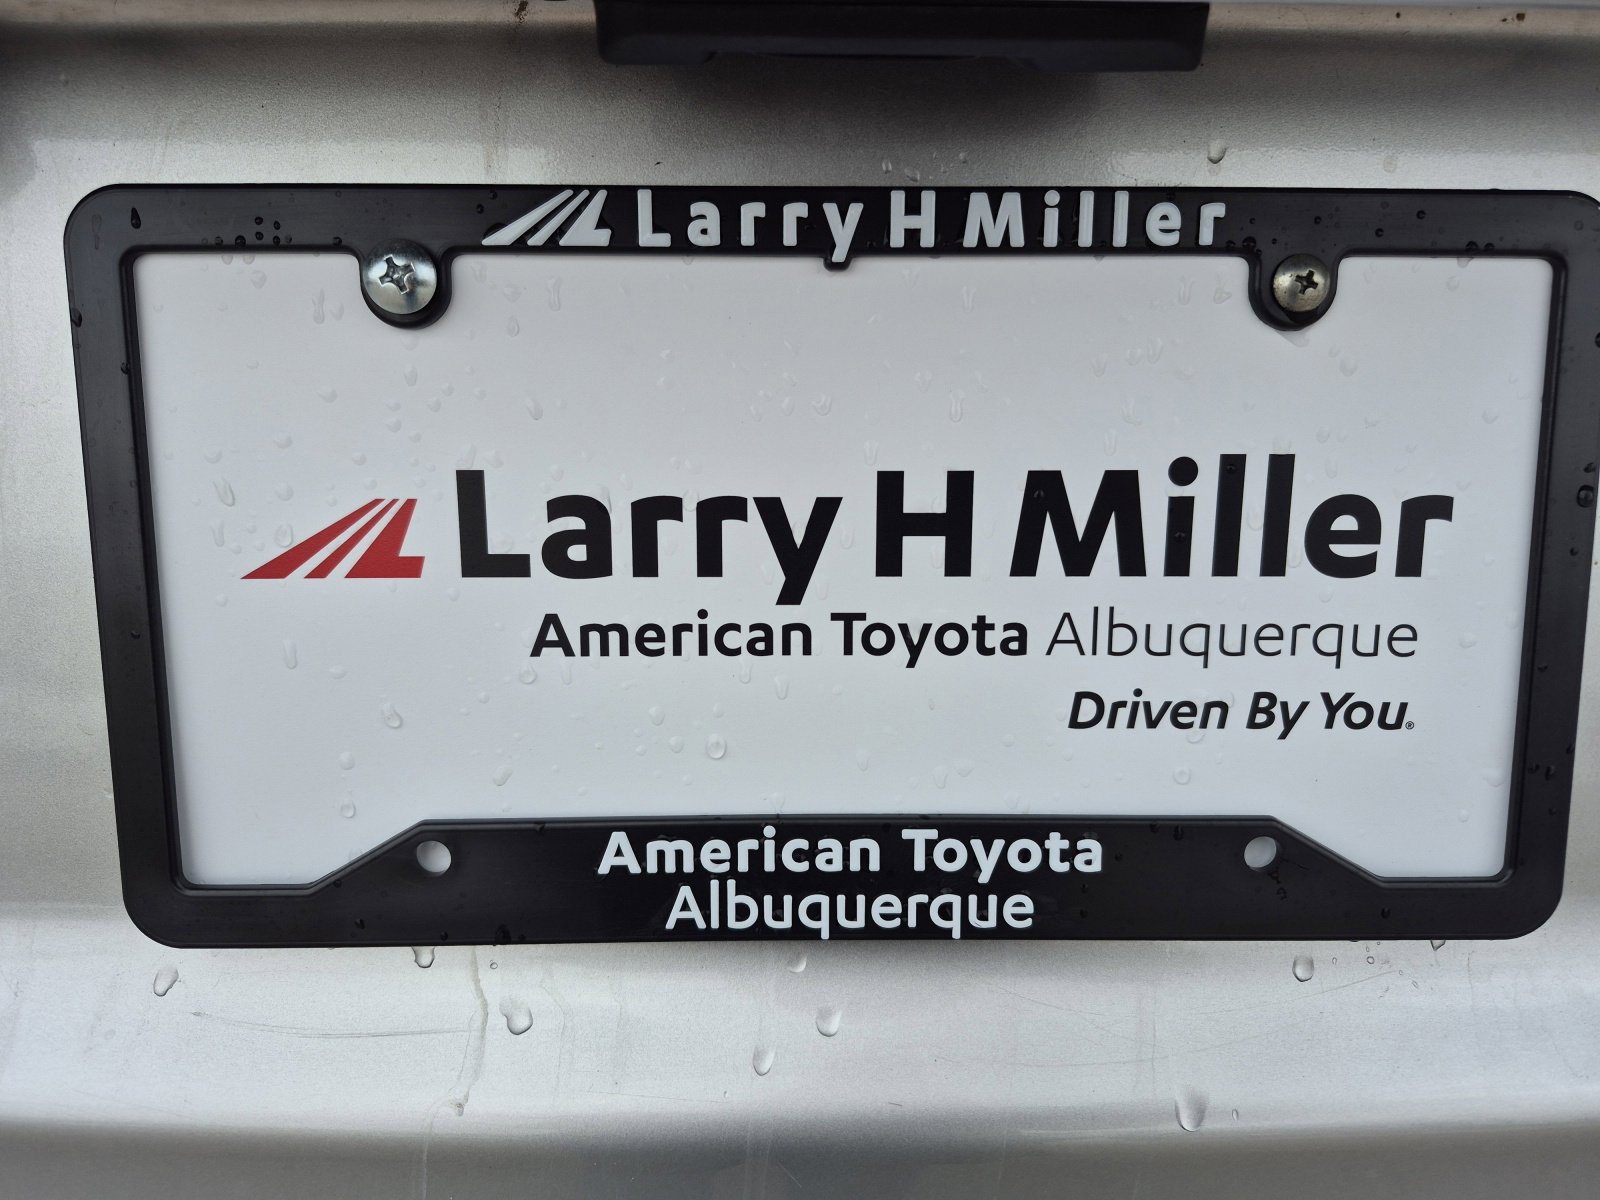 Larry H Miller
Larry H Miller
American Toyota Albuquerque
Driven By You®
American Toyota
Albuquerque